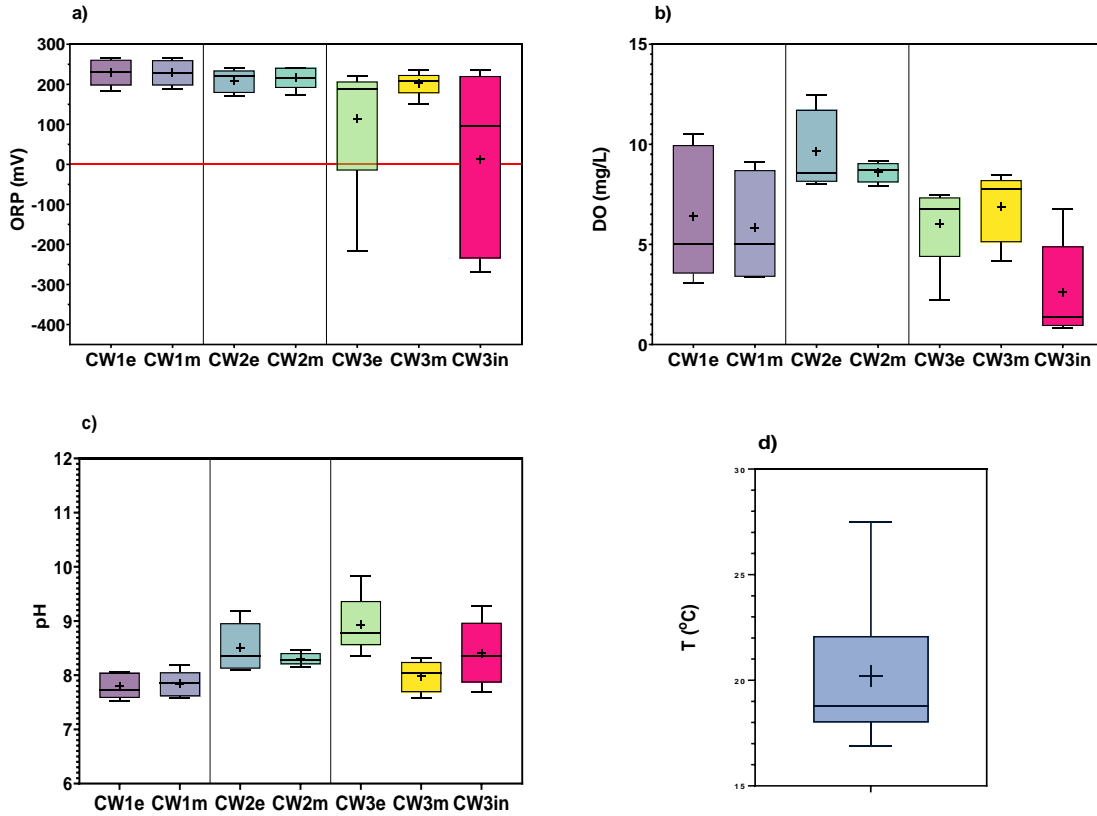 a)
300
200
100
0
-100
-200
-300
-400
ORP (mV)
CW1e CW1m CW2e CW2m CW3e CW3m CW3in
b)
15
10
5
0
DO (mg/L)
CW1e CW1m CW2e CW2m CW3e CW3m CW3in
c)
12
11
10
9
8
7
6
pH
CW1e CW1m CW2e CW2m CW3e CW3m CW3in
d)
30
25
20
15
T (°C)